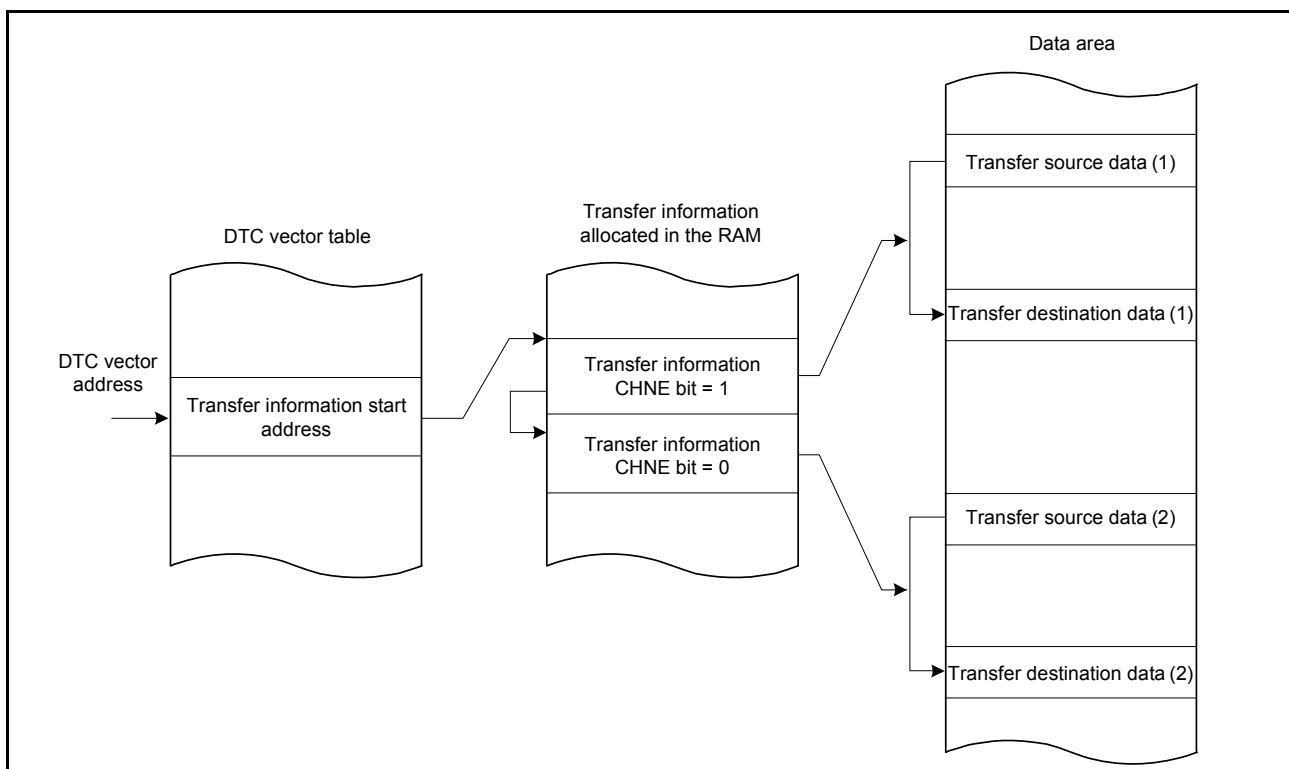 Data area
Transfer source data (1)
Transfer information
allocated in the RAM
DTC vector table
Transfer destination data (1)
DTC vector
address
Transfer information
CHNE bit = 1
Transfer information start
address
Transfer information
CHNE bit = 0
Transfer source data (2)
Transfer destination data (2)